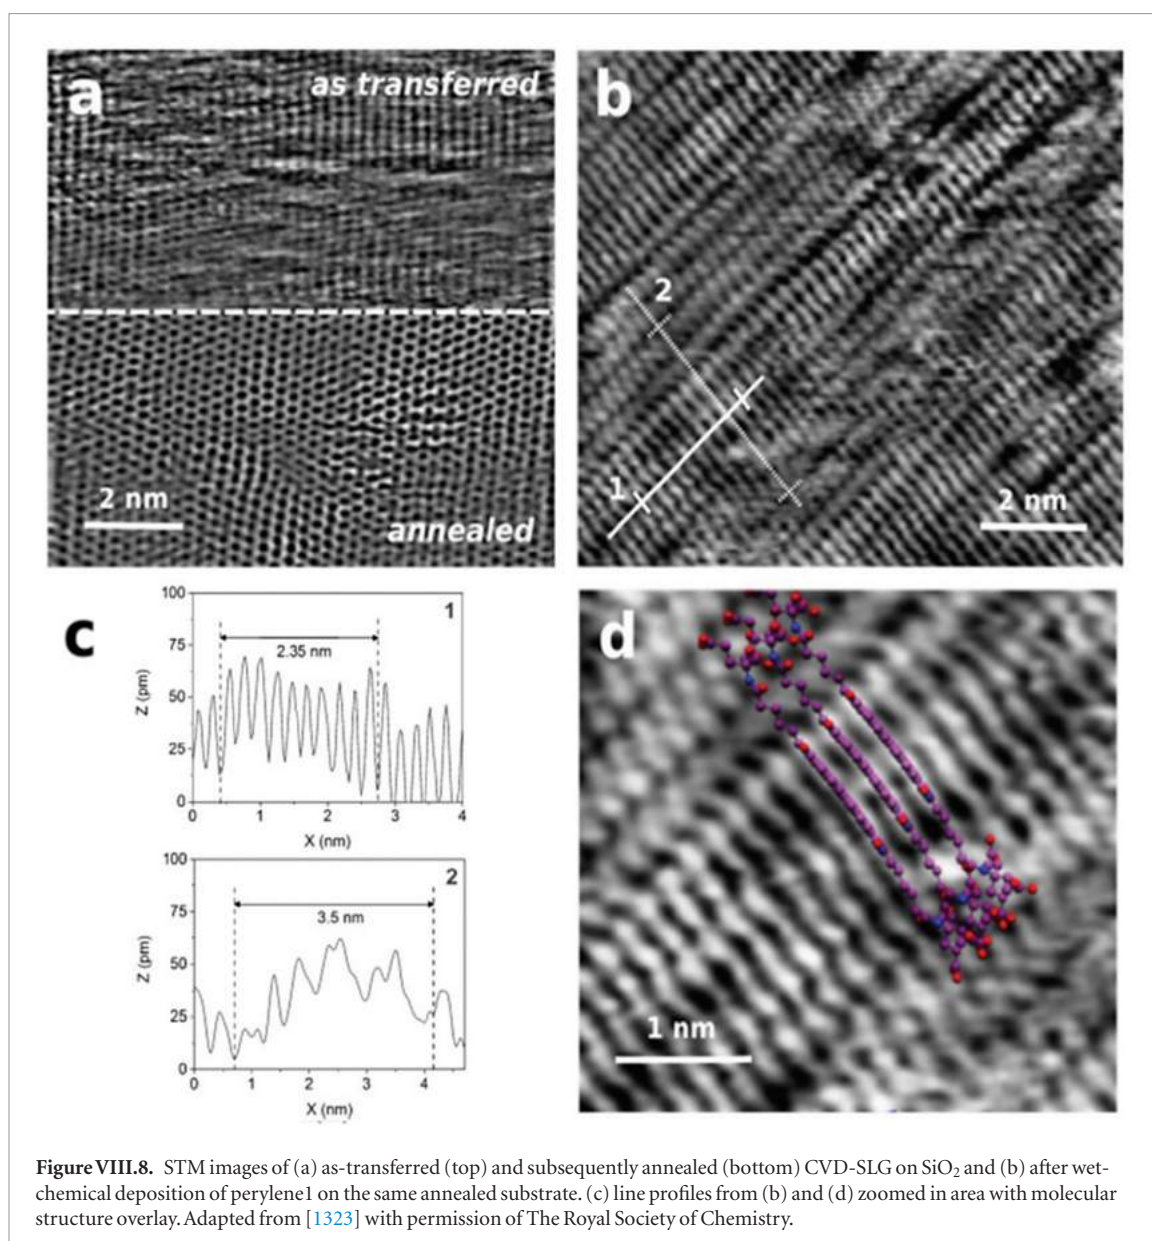 a
as transferred
2 nm
annealed
b
2
1
2 nm
c
100
1
75
2.35 nm
Z (pm)
50
25
0
0 1 2 3 4
X (nm)
100
2
75
3.5 nm
Z (pm)
50
25
0
0 1 2 3 4
X (nm)
d
1 nm
Figure VIII.8. STM images of (a) as-transferred (top) and subsequently annealed (bottom) CVD-SLG on SiO₂ and (b) after wet-
chemical deposition of perylene1 on the same annealed substrate. (c) line profiles from (b) and (d) zoomed in area with molecular
structure overlay. Adapted from [1323] with permission of The Royal Society of Chemistry.